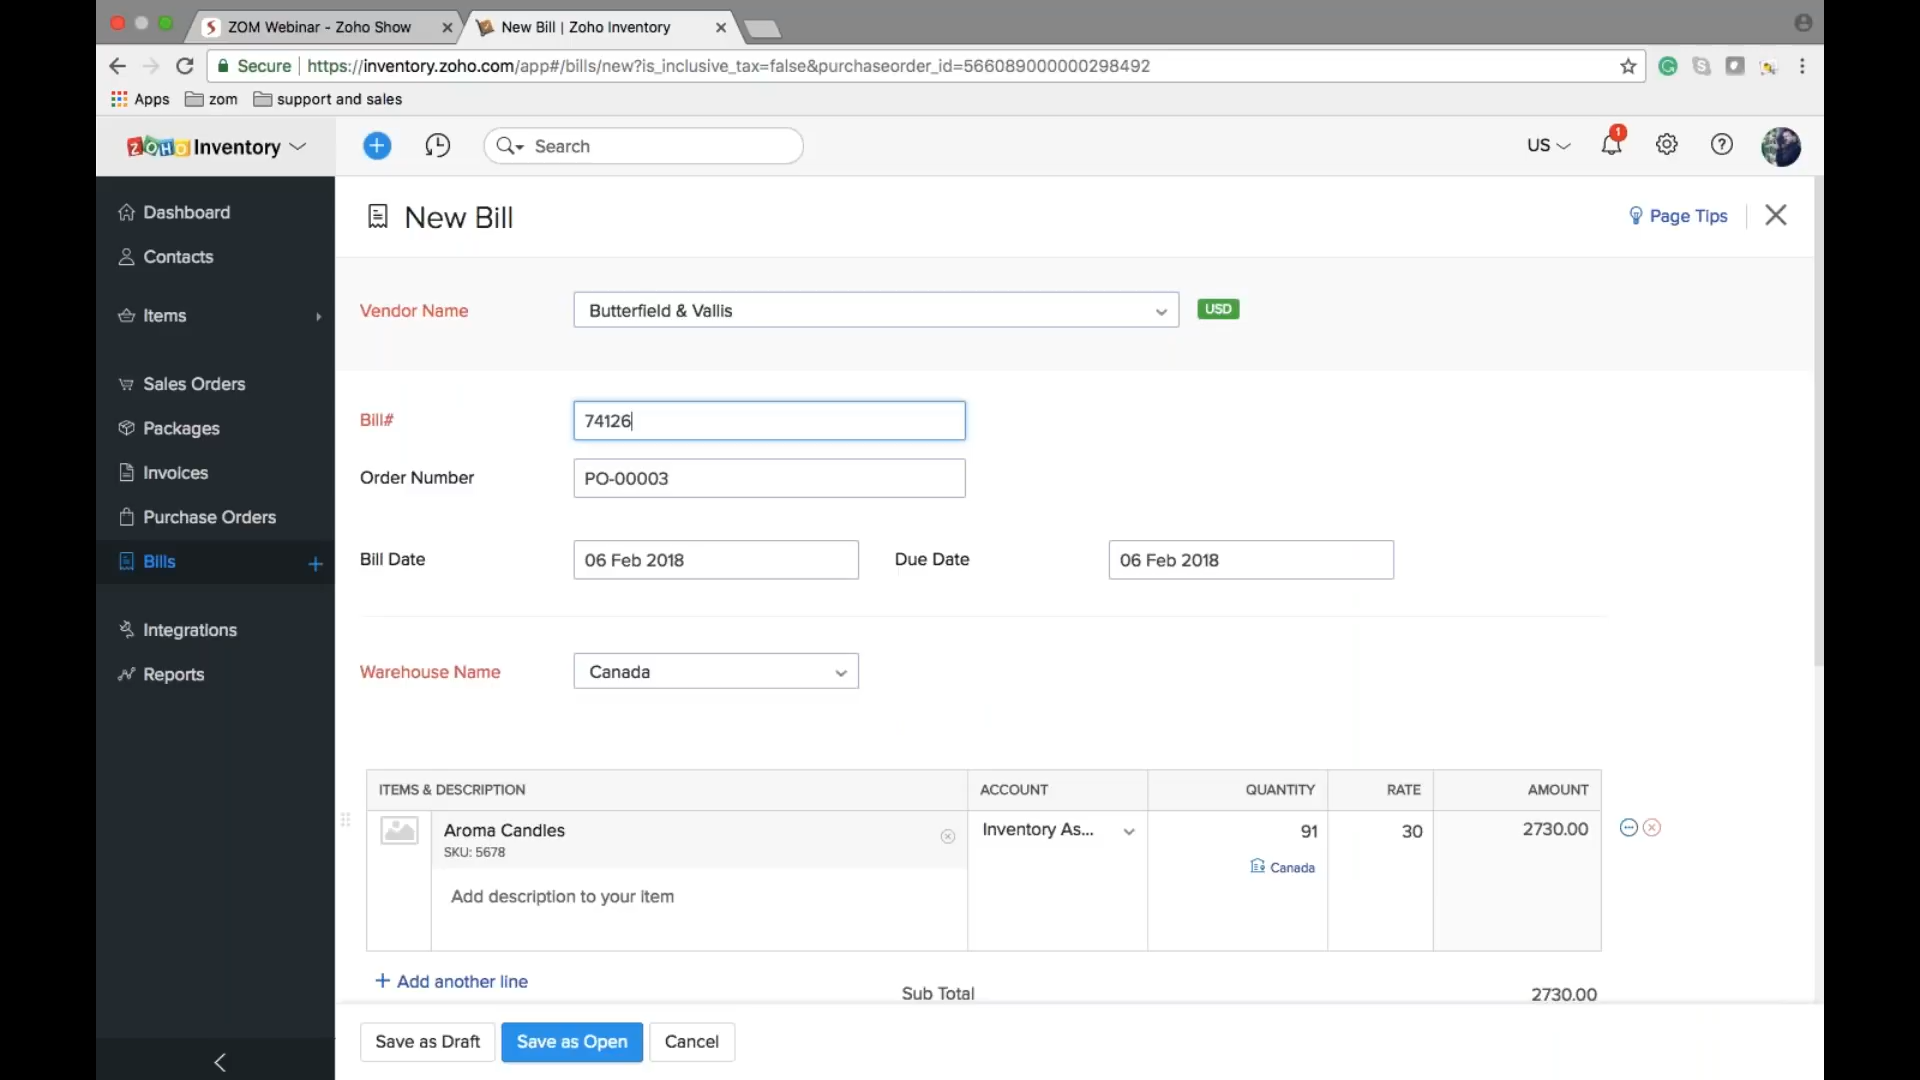 ZOM Webinar - Zoho Show
New Bill | Zoho Inventory
Secure
https://inventory.zoho.com/app#/bills/new?is_inclusive_tax=false&purchaseorder_id=566089000000298492
Apps
zom
support and sales
ZOHO Inventory
Search
US
1
?
Dashboard
Contacts
Items
Sales Orders
Packages
Invoices
Purchase Orders
Bills
+
Integrations
Reports
New Bill
Page Tips
Vendor Name
Butterfield & Vallis
USD
Bill#
74126
Order Number
PO-00003
Bill Date
06 Feb 2018
Due Date
06 Feb 2018
Warehouse Name
Canada
ITEMS & DESCRIPTION ACCOUNT QUANTITY RATE AMOUNT
Aroma Candles
SKU: 5678
Inventory As...
91
30
2730.00
Canada
Add description to your item
+ Add another line
Sub Total
2730.00
Save as Draft
Save as Open
Cancel